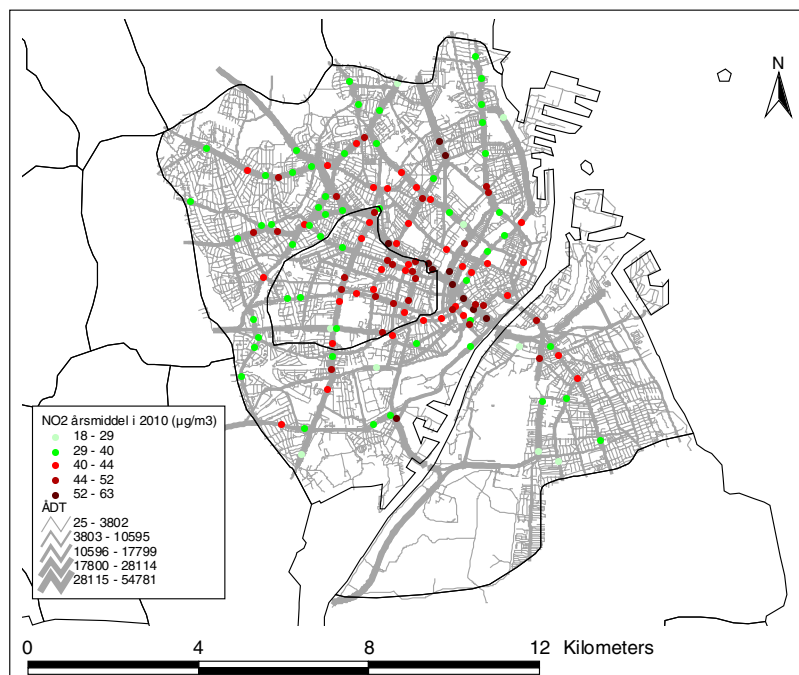 N
NO2 årsmiddel i 2010 (µg/m3)
18 - 29
29 - 40
40 - 44
44 - 52
52 - 63
ÅDT
25 - 3802
3803 - 10595
10596 - 17799
17800 - 28114
28115 - 54781
0 4 8 12 Kilometers